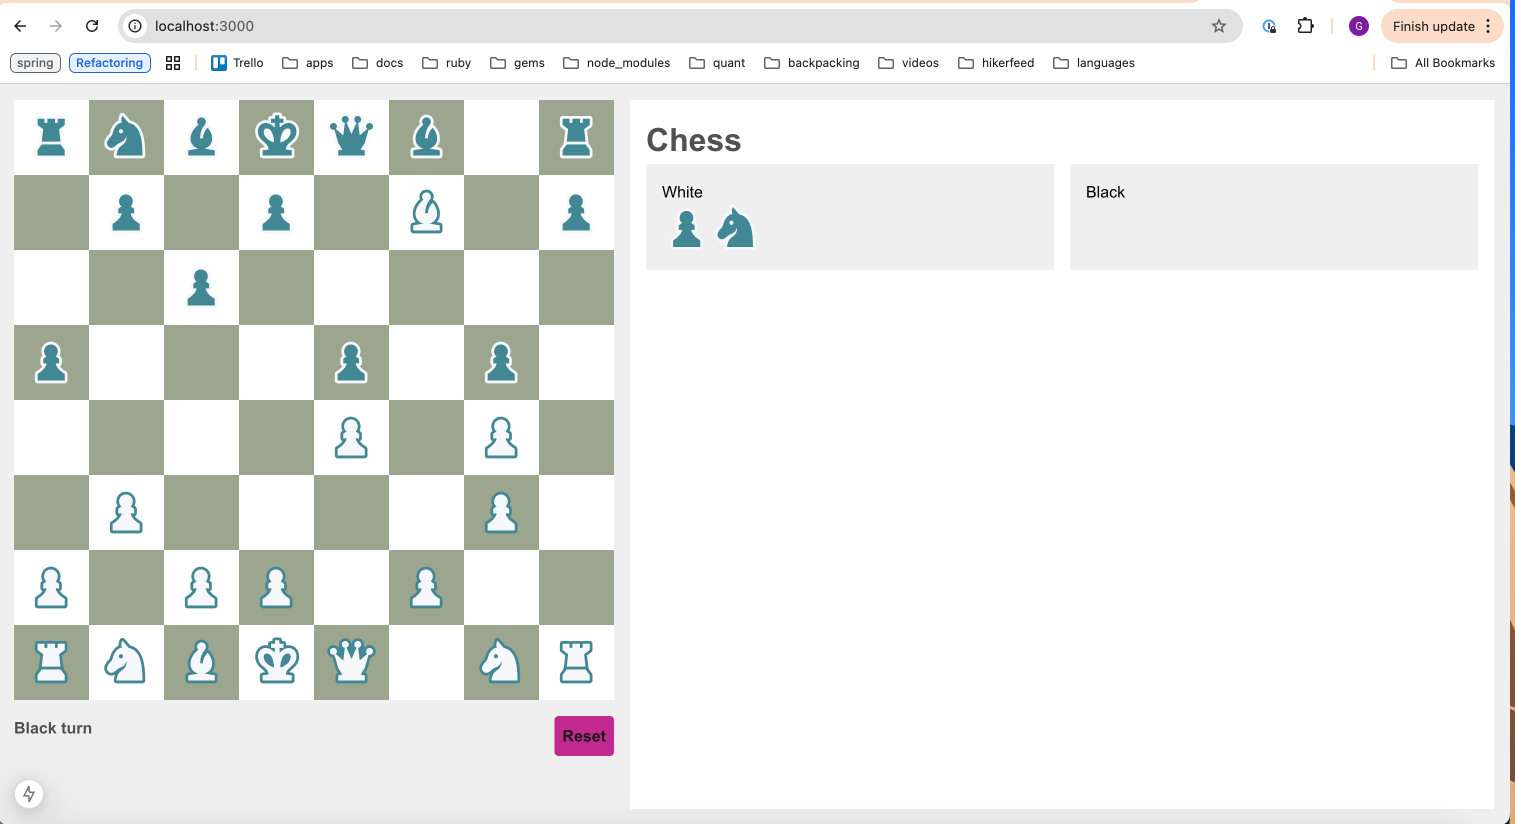 localhost:3000
G
Finish update
spring Refactoring Trello apps docs ruby gems node_modules quant backpacking videos hikerfeed languages All Bookmarks
Chess
White
Black
Black turn
Reset